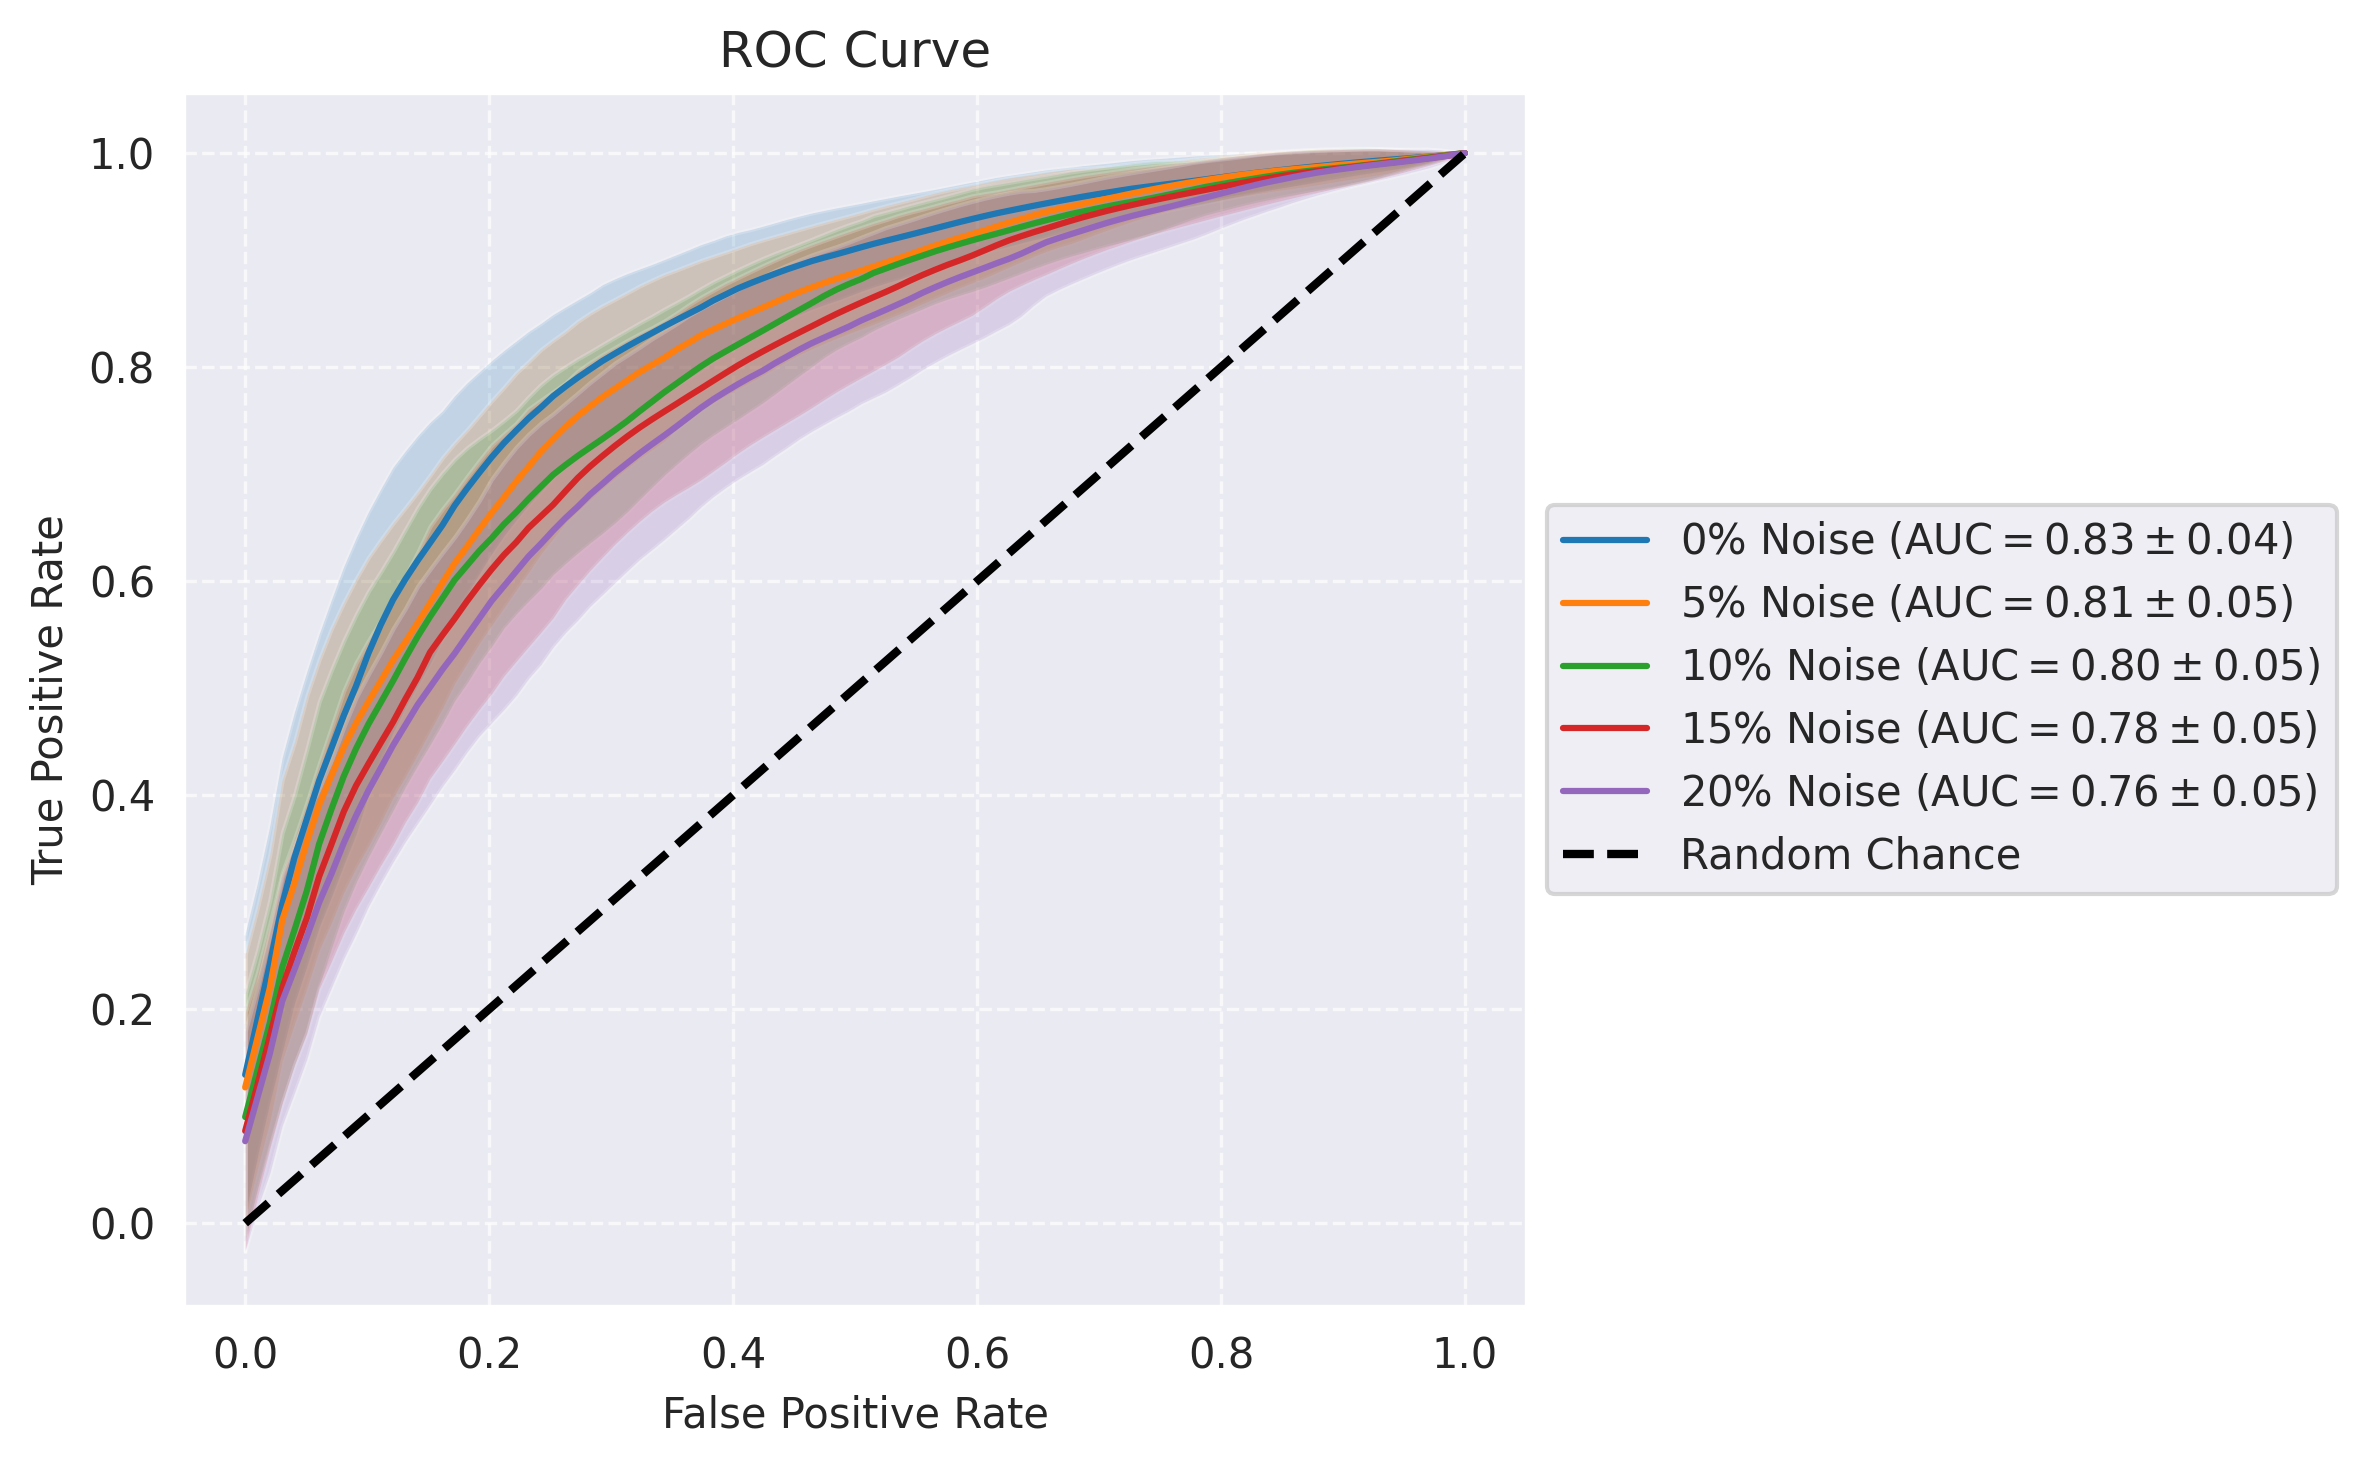 ROC Curve
True Positive Rate
1.0
0.8
0.6
0.4
0.2
0.0
0.0 0.2 0.4 0.6 0.8 1.0
False Positive Rate
0% Noise (AUC = 0.83 ± 0.04)
5% Noise (AUC = 0.81 ± 0.05)
10% Noise (AUC = 0.80 ± 0.05)
15% Noise (AUC = 0.78 ± 0.05)
20% Noise (AUC = 0.76 ± 0.05)
Random Chance